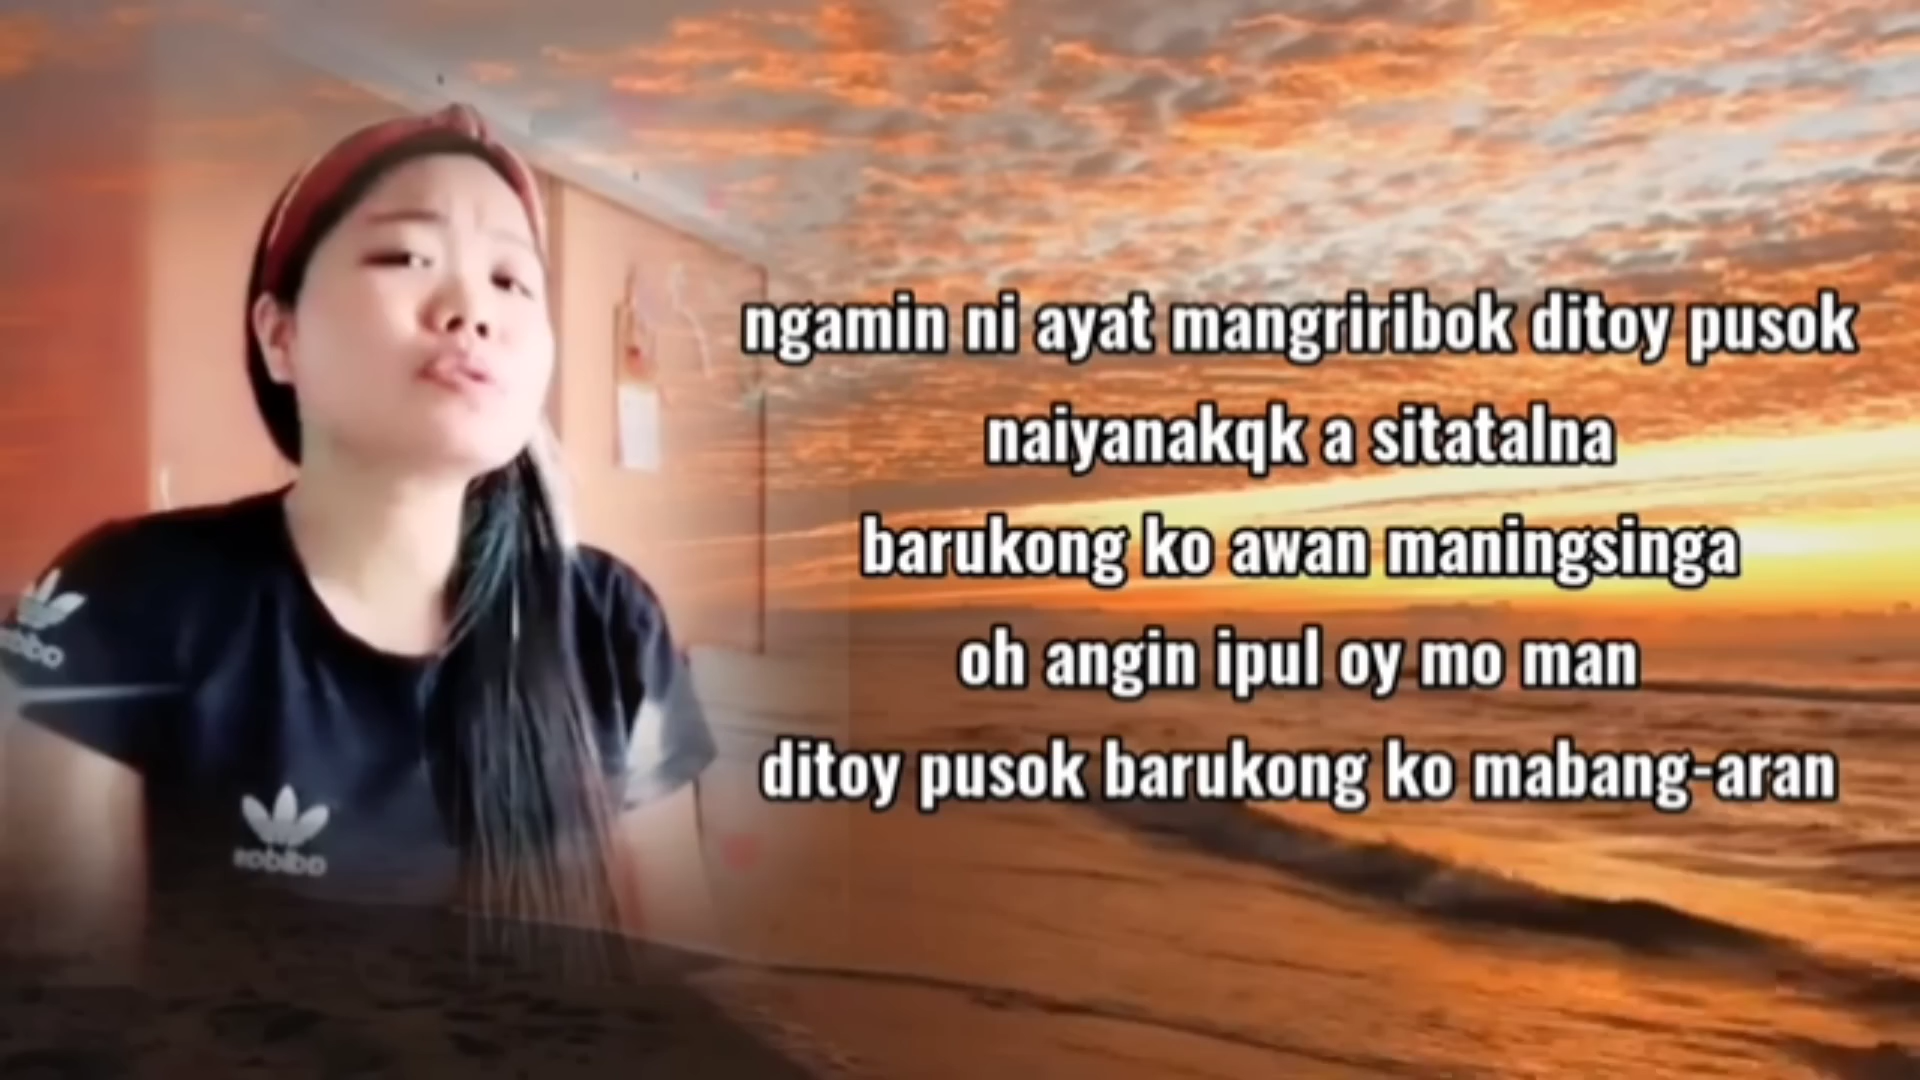 ngamin ni ayat mangriribok ditoy pusok
naiyanakqk a sitatalna
barukong ko awan maningsinga
oh angin ipul oy mo man
ditoy pusok barukong ko mabang-aran